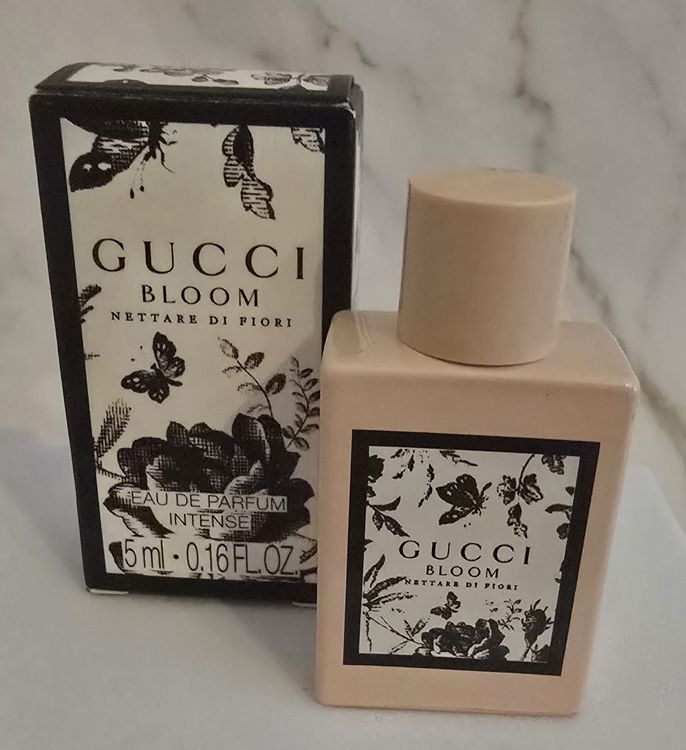 GUCCI
BLOOM
NETTARE DI FIORI
EAU DE PARFUM
INTENSE
5 ml · 0.16 FL.OZ.
GUCCI
BLOOM
NETTARE DI FIORI